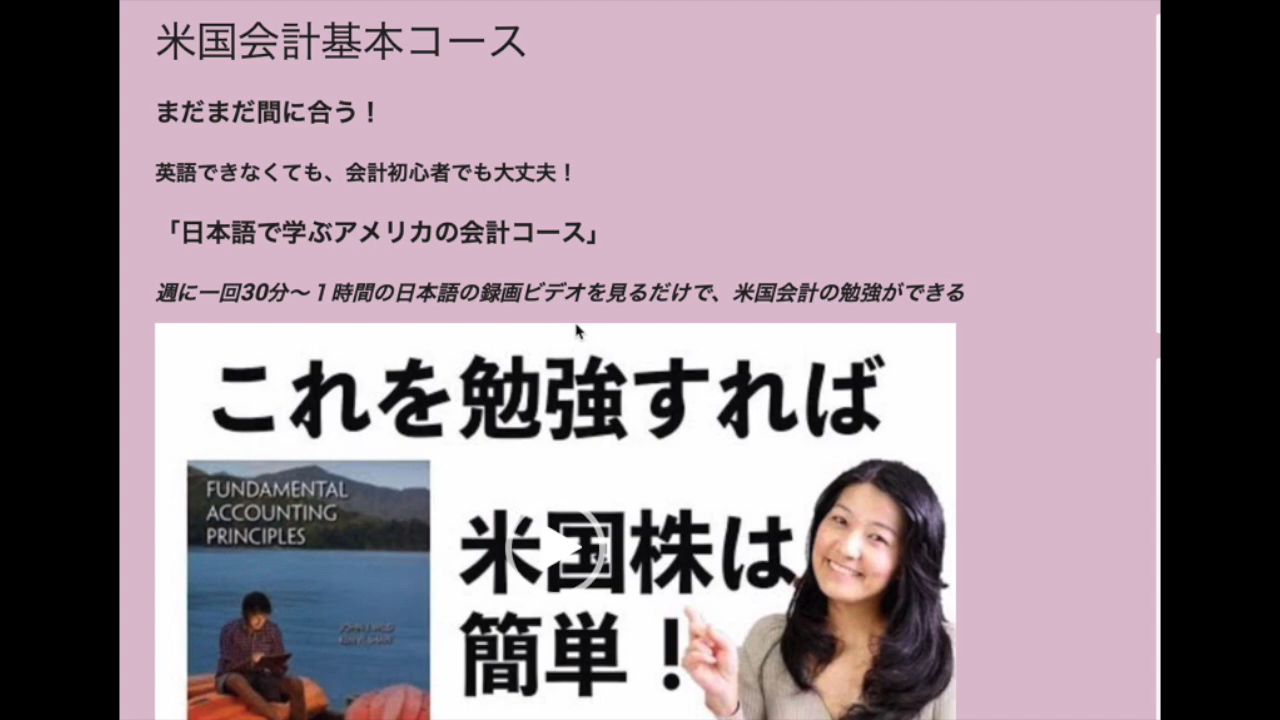 米国会計基本コース
まだまだ間に合う！
英語できなくても、会計初心者でも大丈夫！
「日本語で学ぶアメリカの会計コース」
週に一回30分〜１時間の日本語の録画ビデオを見るだけで、米国会計の勉強ができる
これを勉強すれば
FUNDAMENTAL
ACCOUNTING
PRINCIPLES
米国株は
簡単！